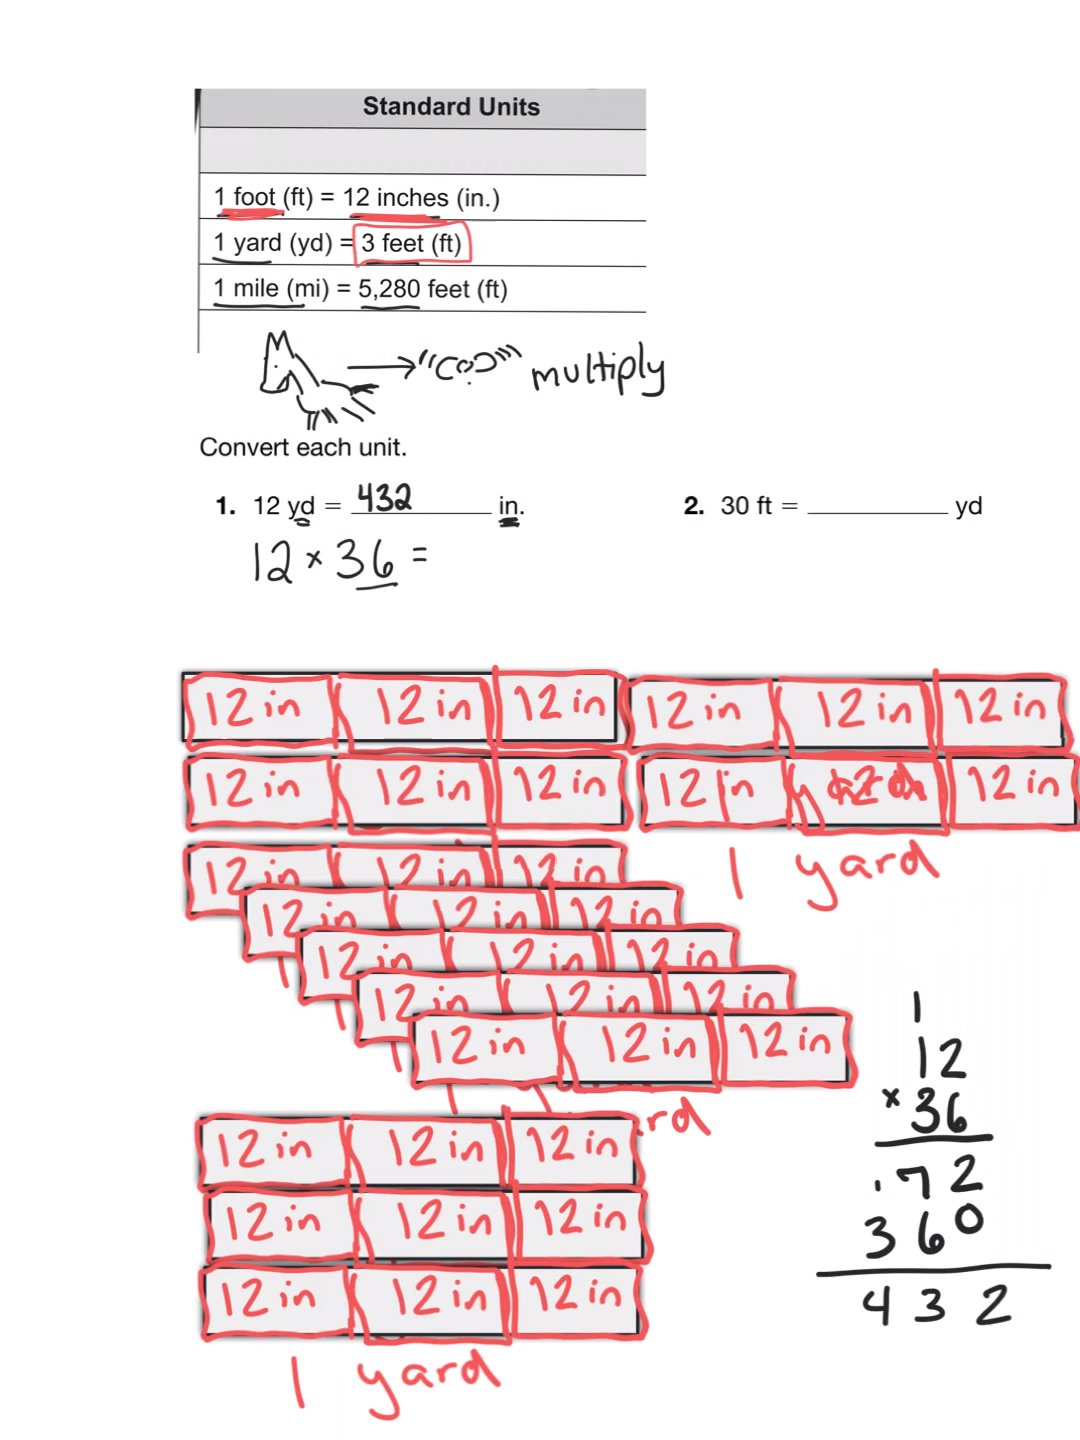 Standard Units
1 foot (ft) = 12 inches (in.)
1 yard (yd) = 3 feet (ft)
1 mile (mi) = 5,280 feet (ft)
multiply
Convert each unit.
1. 12 yd = 432 in.
2. 30 ft = ________ yd
12 × 36 =
12 in 12 in 12 in 12 in 12 in 12 in
12 in 12 in 12 in 12 in 12 in
1 yard
12 in 12 in 12 in
12 in 12 in 12 in
12 in 12 in 12 in
12 in 12 in 12 in
12 in 12 in 12 in
rd
12 in 12 in 12 in
12 in 12 in 12 in
12 in 12 in 12 in
1 yard
1
12
× 36
72
360
432